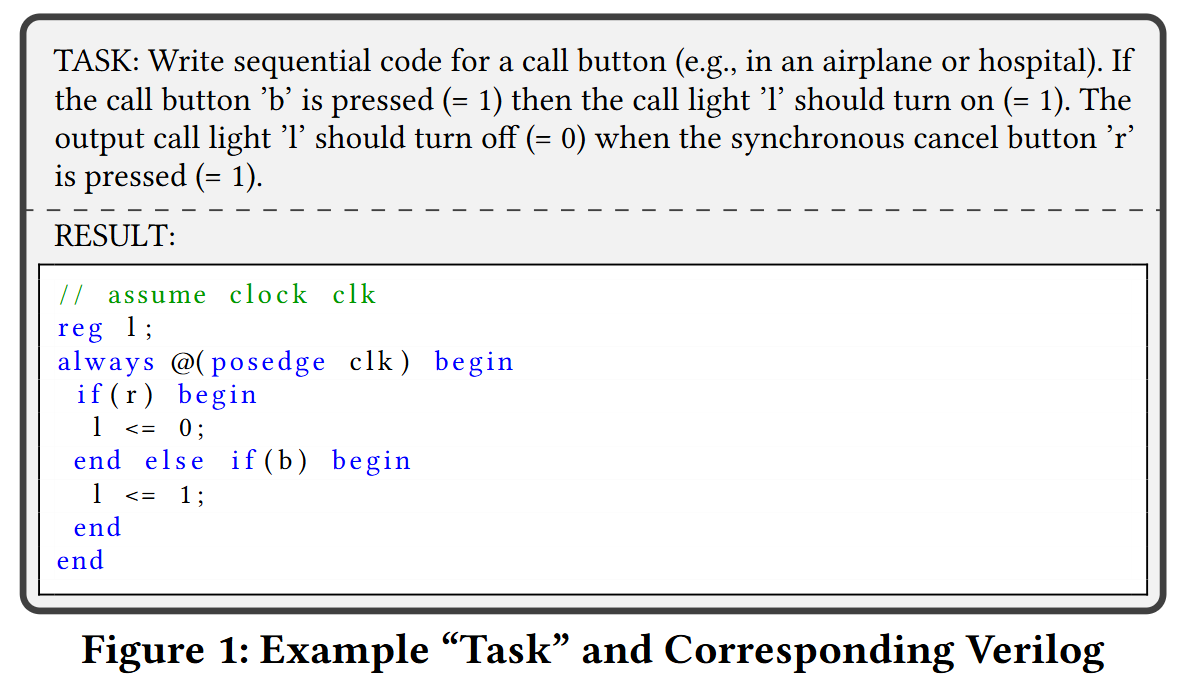 TASK: Write sequential code for a call button (e.g., in an airplane or hospital). If
the call button ’b’ is pressed (= 1) then the call light ’l’ should turn on (= 1). The
output call light ’l’ should turn off (= 0) when the synchronous cancel button ’r’
is pressed (= 1).
RESULT:
// assume clock clk
reg l;
always @(posedge clk) begin
 if(r) begin
  l <= 0;
 end else if(b) begin
  l <= 1;
 end
end
Figure 1: Example “Task” and Corresponding Verilog